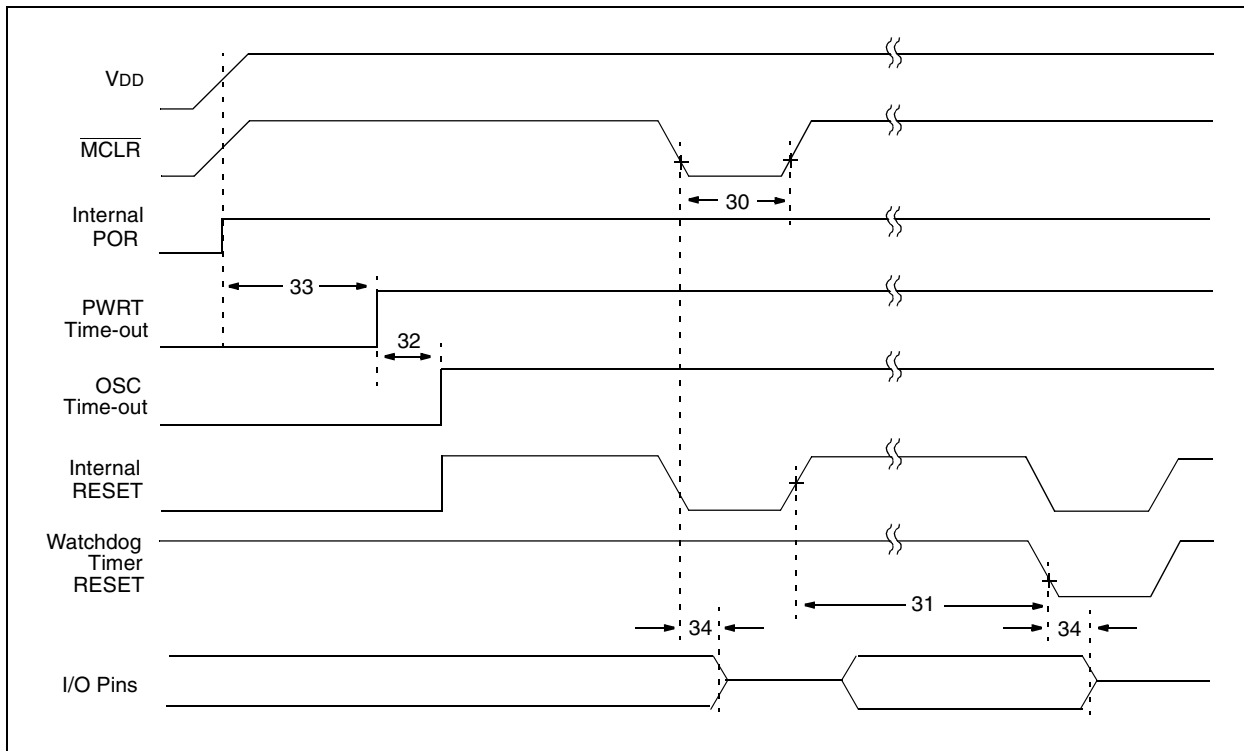 VDD
MCLR
30
Internal
POR
33
PWRT
Time-out
32
OSC
Time-out
Internal
RESET
Watchdog
Timer
RESET
31
34
34
I/O Pins